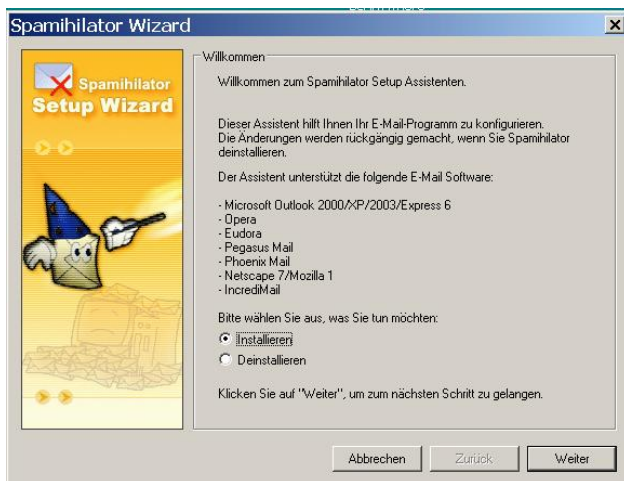 Spamihilator Wizard
Spamihilator
Setup Wizard
Willkommen
Willkommen zum Spamihilator Setup Assistenten.
Dieser Assistent hilft Ihnen Ihr E-Mail-Programm zu konfigurieren.
Die Änderungen werden rückgängig gemacht, wenn Sie Spamihilator
deinstallieren.
Der Assistent unterstützt die folgende E-Mail Software:
- Microsoft Outlook 2000/XP/2003/Express 6
- Opera
- Eudora
- Pegasus Mail
- Phoenix Mail
- Netscape 7/Mozilla 1
- IncrediMail
Bitte wählen Sie aus, was Sie tun möchten:
Installieren
Deinstallieren
Klicken Sie auf "Weiter", um zum nächsten Schritt zu gelangen.
Abbrechen
Zurück
Weiter